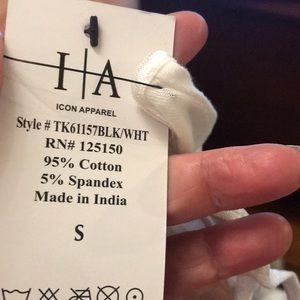 I|A
ICON APPAREL
Style # TK61157BLK/WHT
RN# 125150
95% Cotton
5% Spandex
Made in India
S